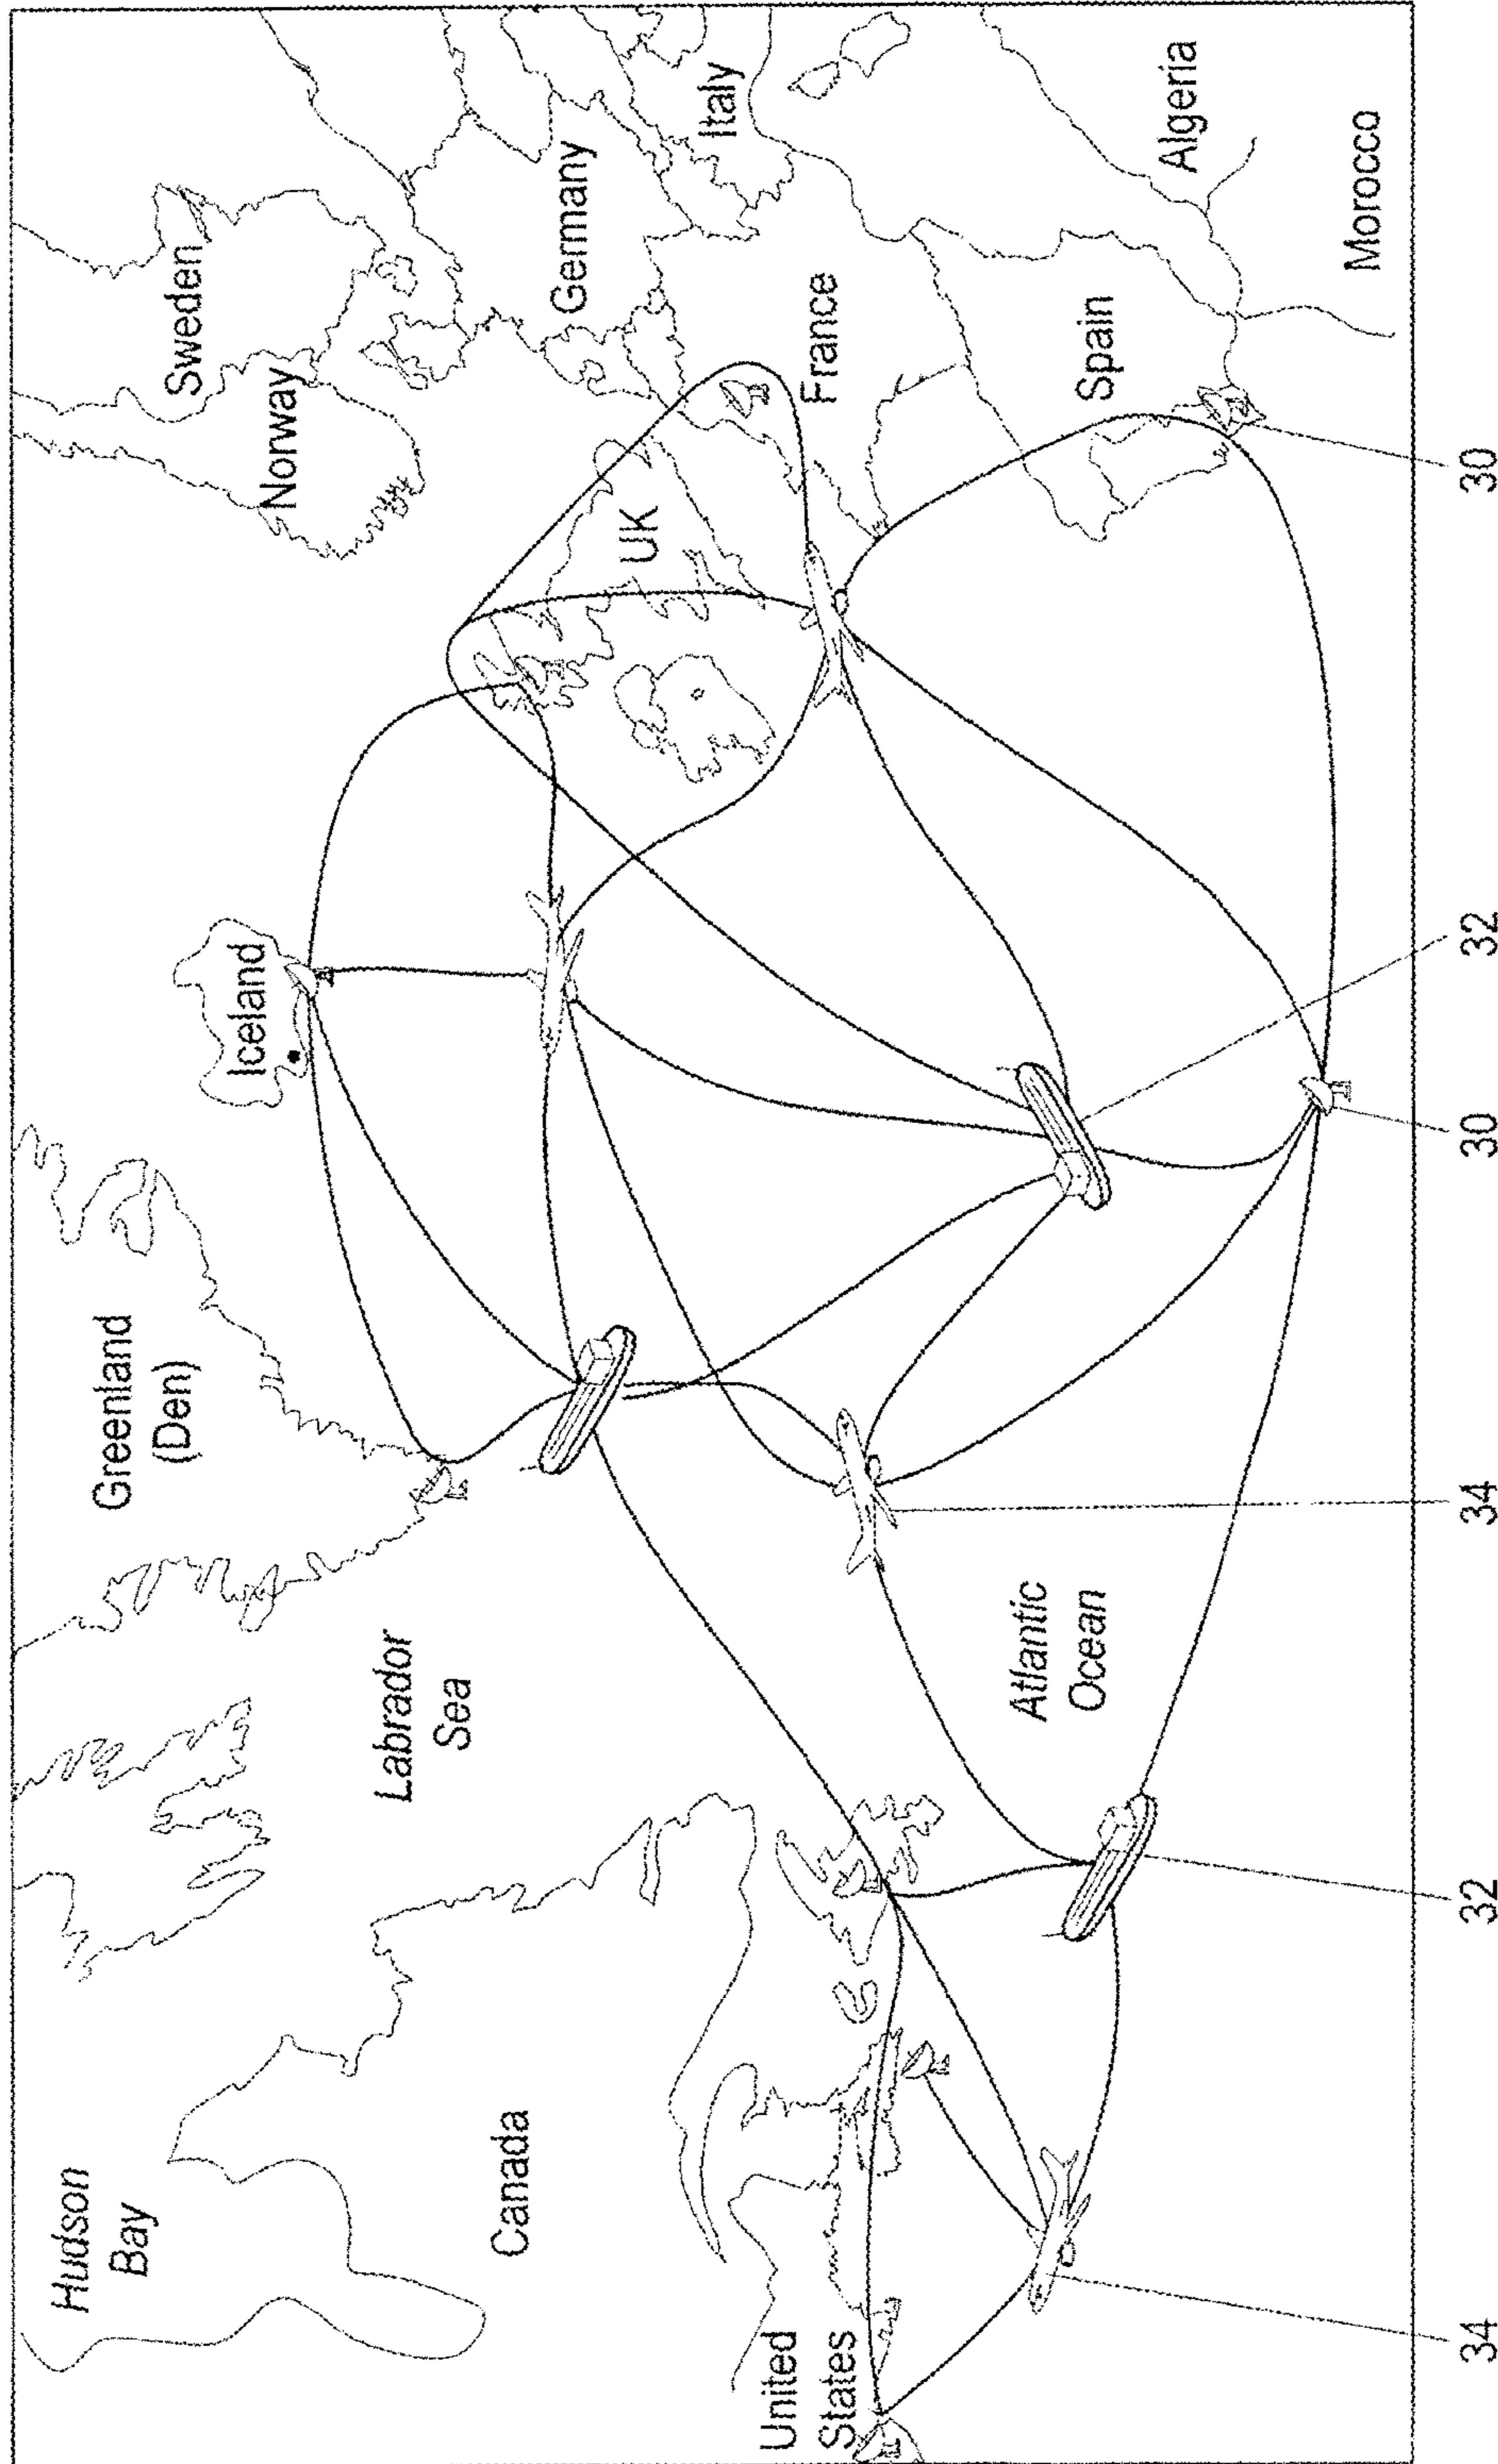 Hudson
Bay
Canada
United
States
Labrador
Sea
Greenland
(Den)
Iceland
Atlantic
Ocean
Norway
Sweden
UK
Germany
France
Italy
Spain
Algeria
Morocco
34
32
34
30
32
30